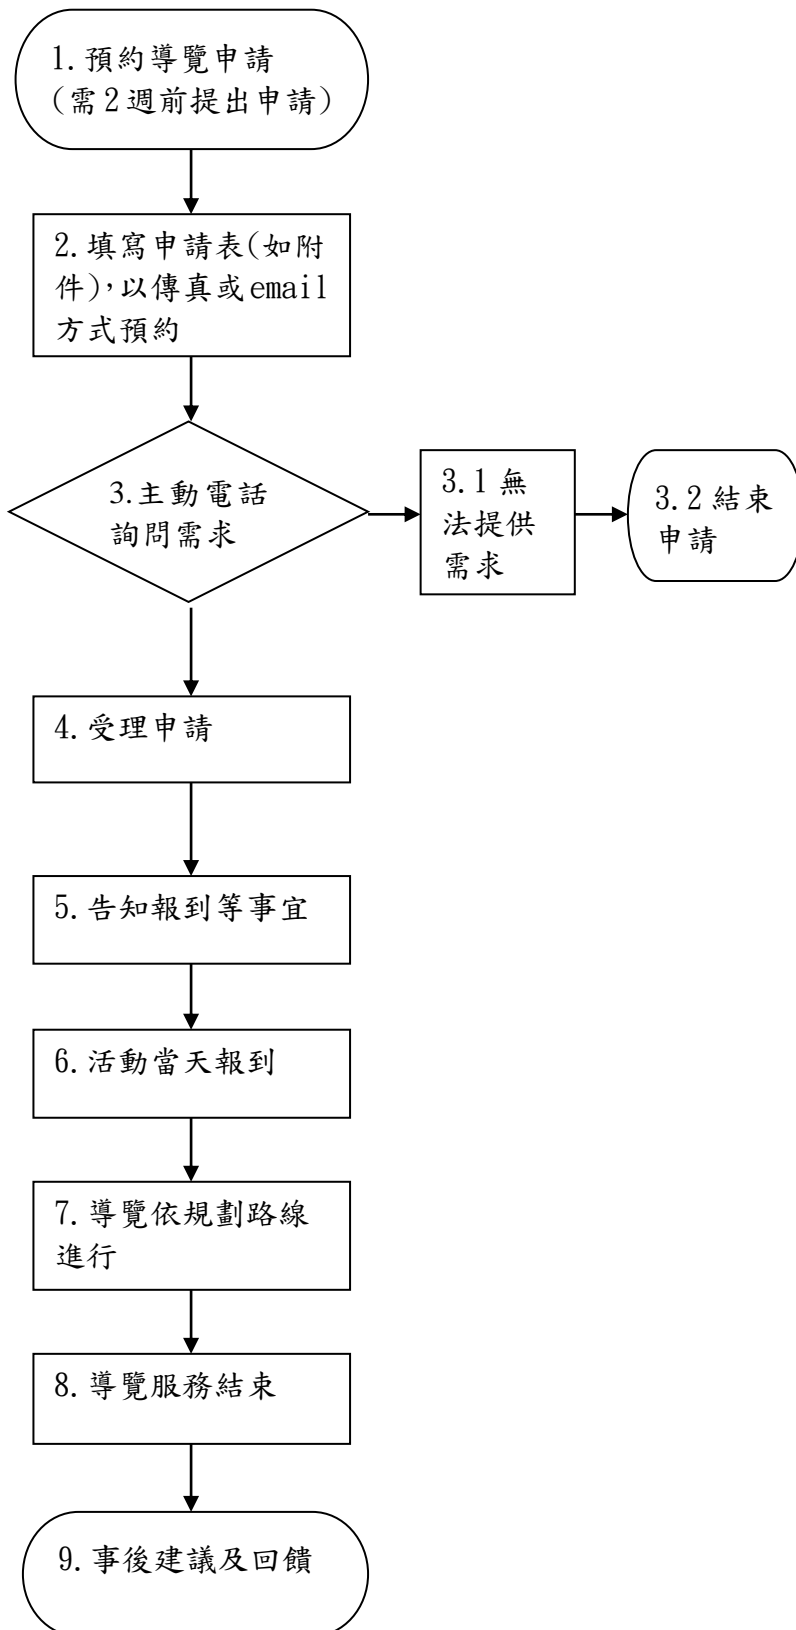 1.預約導覽申請
(需2週前提出申請)
2.填寫申請表(如附
件),以傳真或email
方式預約
3.主動電話
詢問需求
3.1 無
法提供
需求
3.2 結束
申請
4.受理申請
5.告知報到等事宜
6.活動當天報到
7.導覽依規劃路線
進行
8.導覽服務結束
9.事後建議及回饋